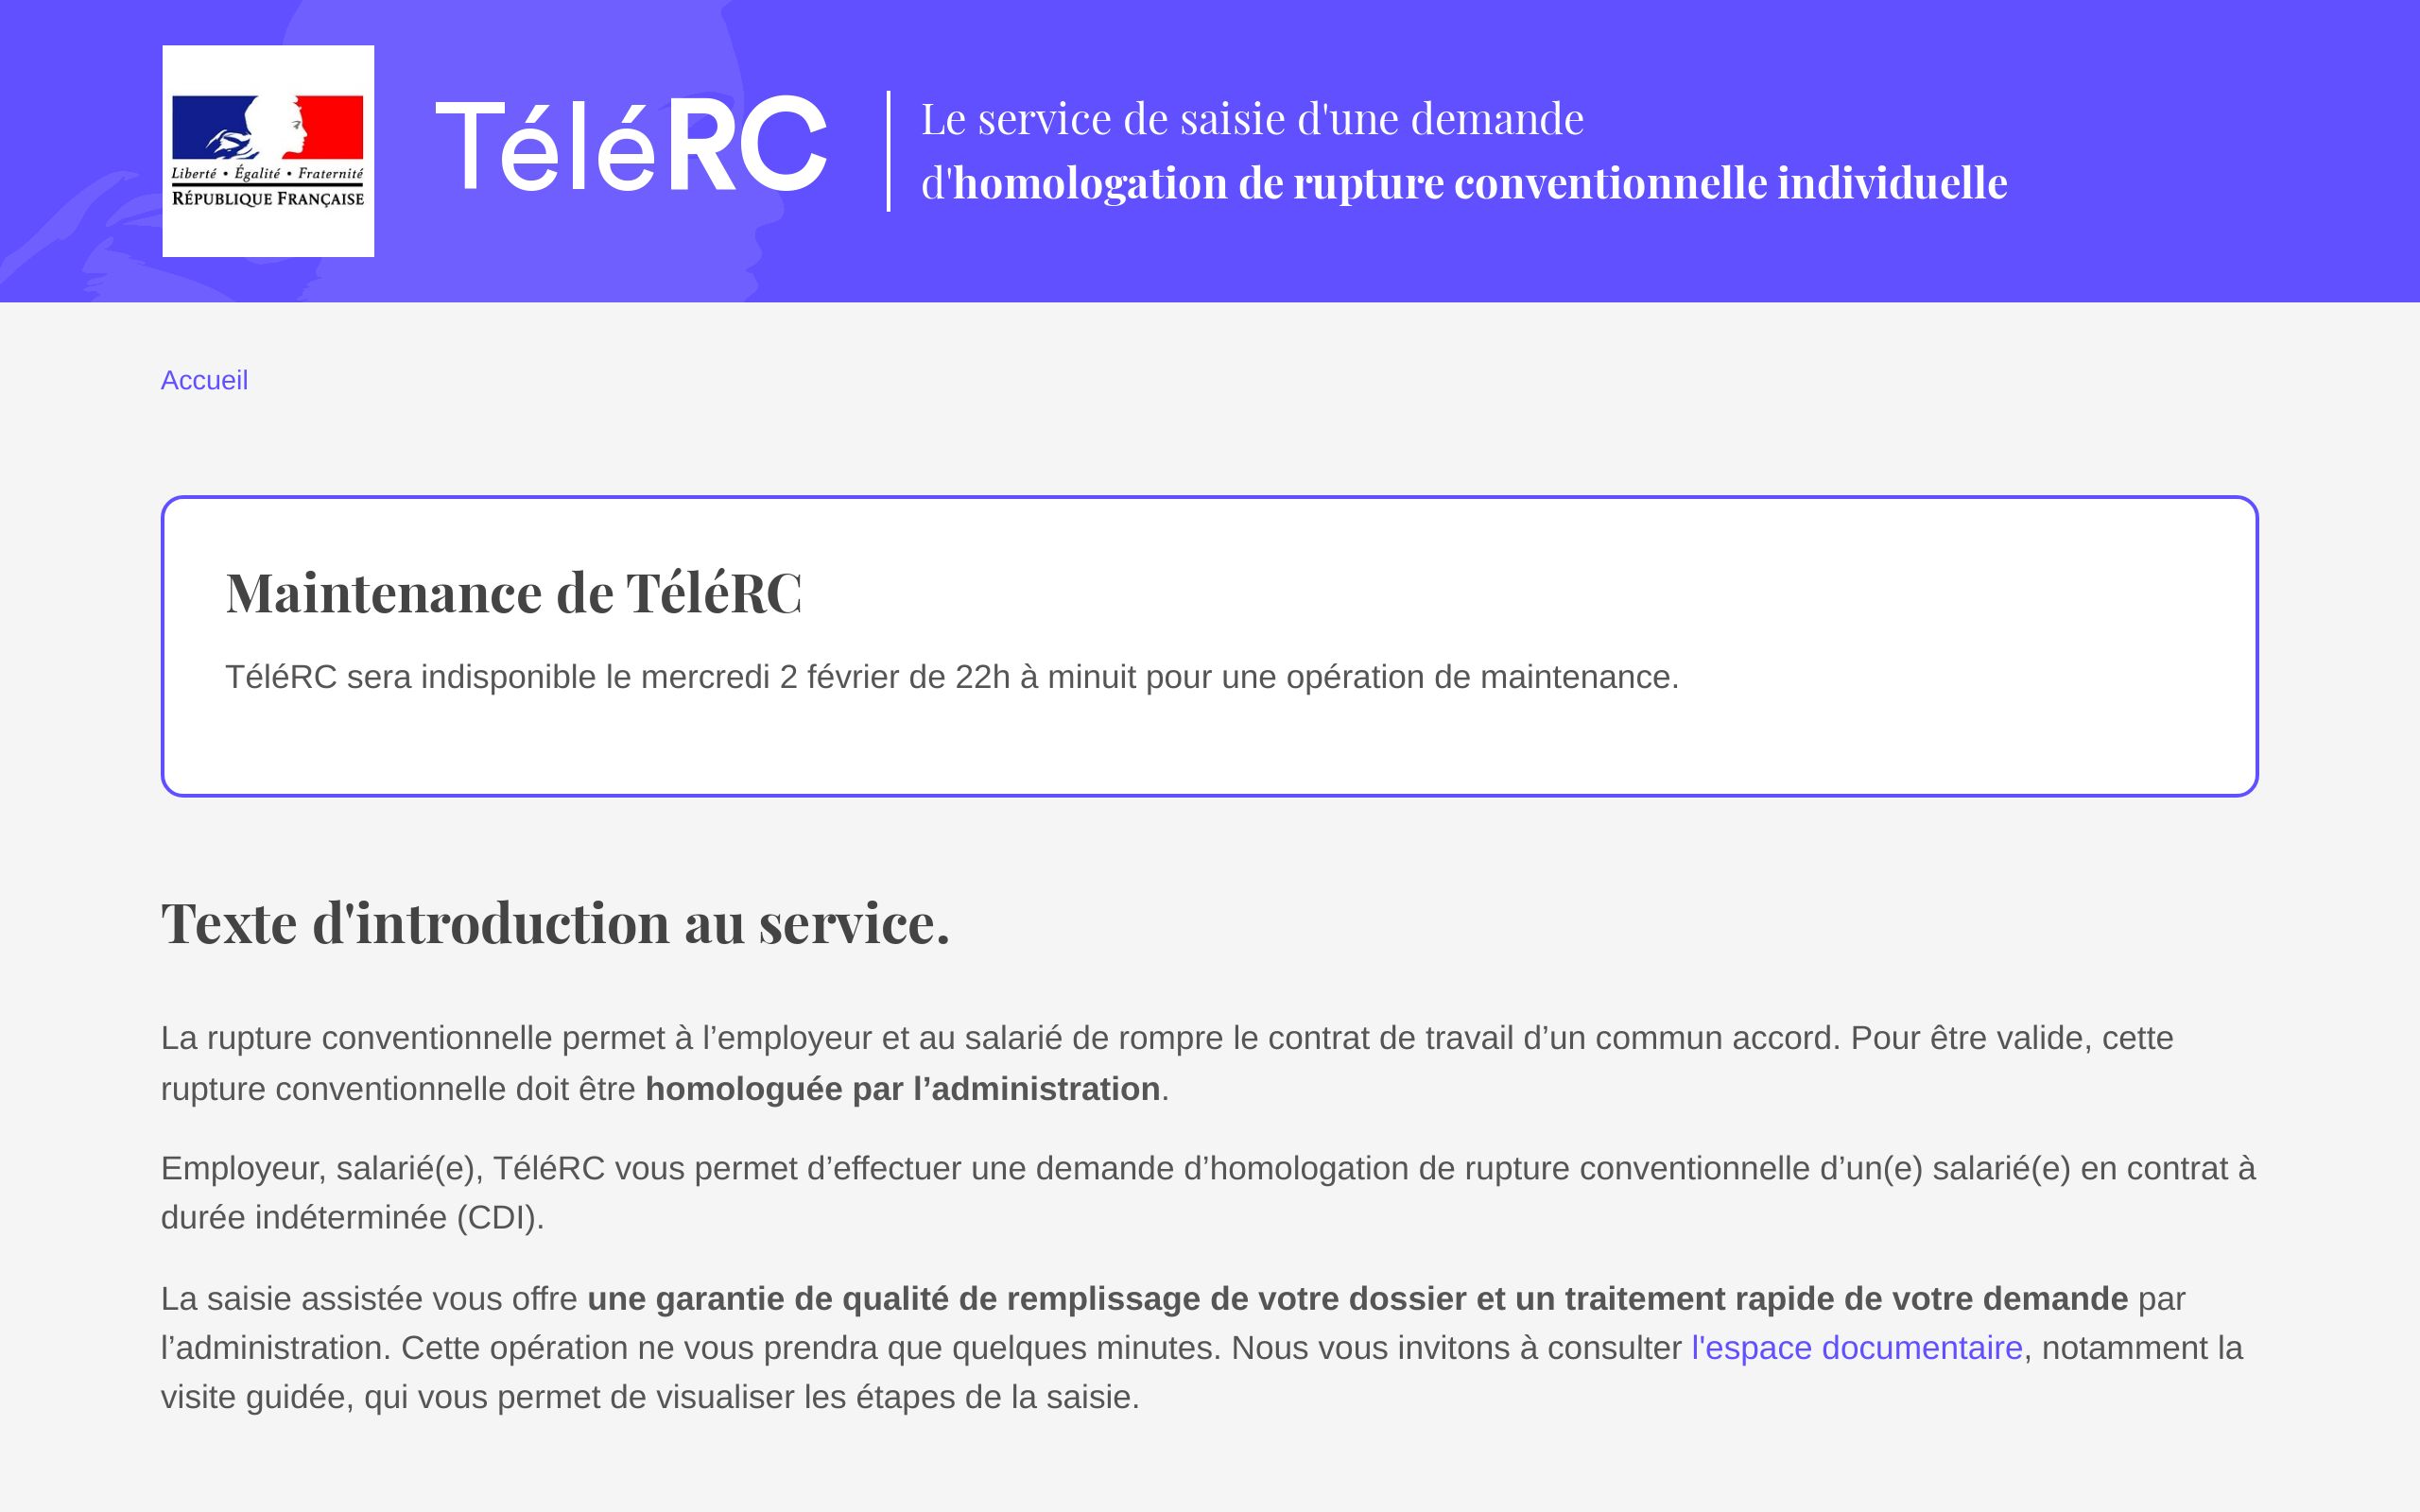 Liberté • Égalité • Fraternité
RÉPUBLIQUE FRANÇAISE
TéléRC
Le service de saisie d'une demande
d'homologation de rupture conventionnelle individuelle
Accueil
Maintenance de TéléRC
TéléRC sera indisponible le mercredi 2 février de 22h à minuit pour une opération de maintenance.
Texte d'introduction au service.
La rupture conventionnelle permet à l’employeur et au salarié de rompre le contrat de travail d’un commun accord. Pour être valide, cette
rupture conventionnelle doit être homologuée par l’administration.
Employeur, salarié(e), TéléRC vous permet d’effectuer une demande d’homologation de rupture conventionnelle d’un(e) salarié(e) en contrat à
durée indéterminée (CDI).
La saisie assistée vous offre une garantie de qualité de remplissage de votre dossier et un traitement rapide de votre demande par
l’administration. Cette opération ne vous prendra que quelques minutes. Nous vous invitons à consulter l'espace documentaire, notamment la
visite guidée, qui vous permet de visualiser les étapes de la saisie.